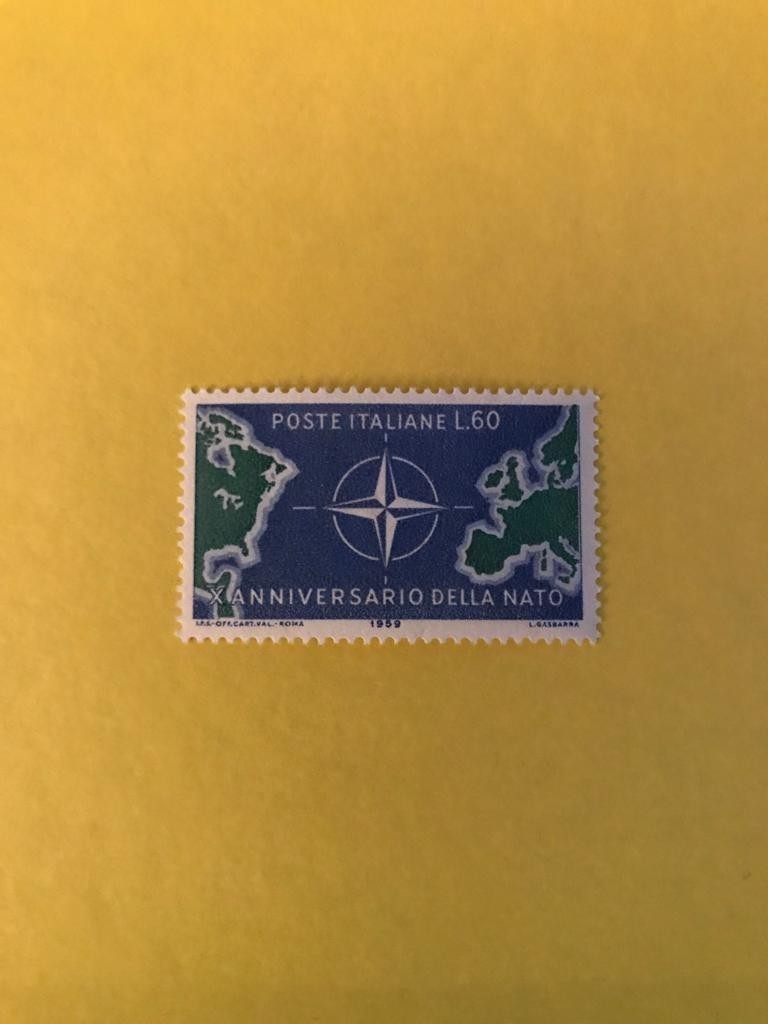 POSTE ITALIANE L.60
X ANNIVERSARIO DELLA NATO
I.P.S.-OFF.CART.VAL.-ROMA 1959 L.GASBARRA